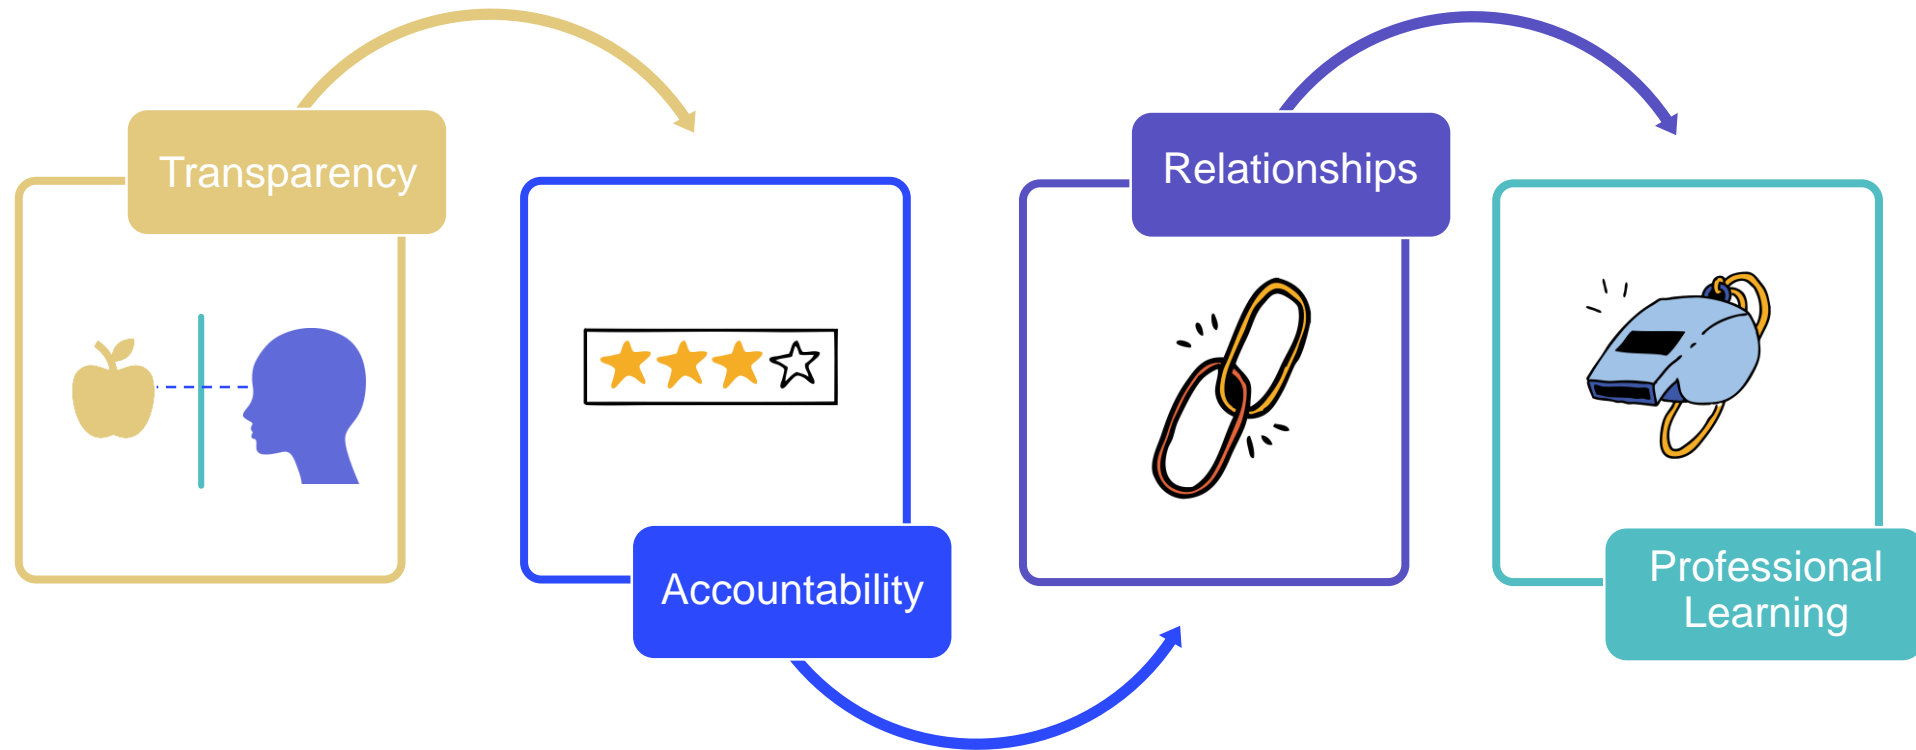 Transparency
Accountability
Relationships
Professional
Learning